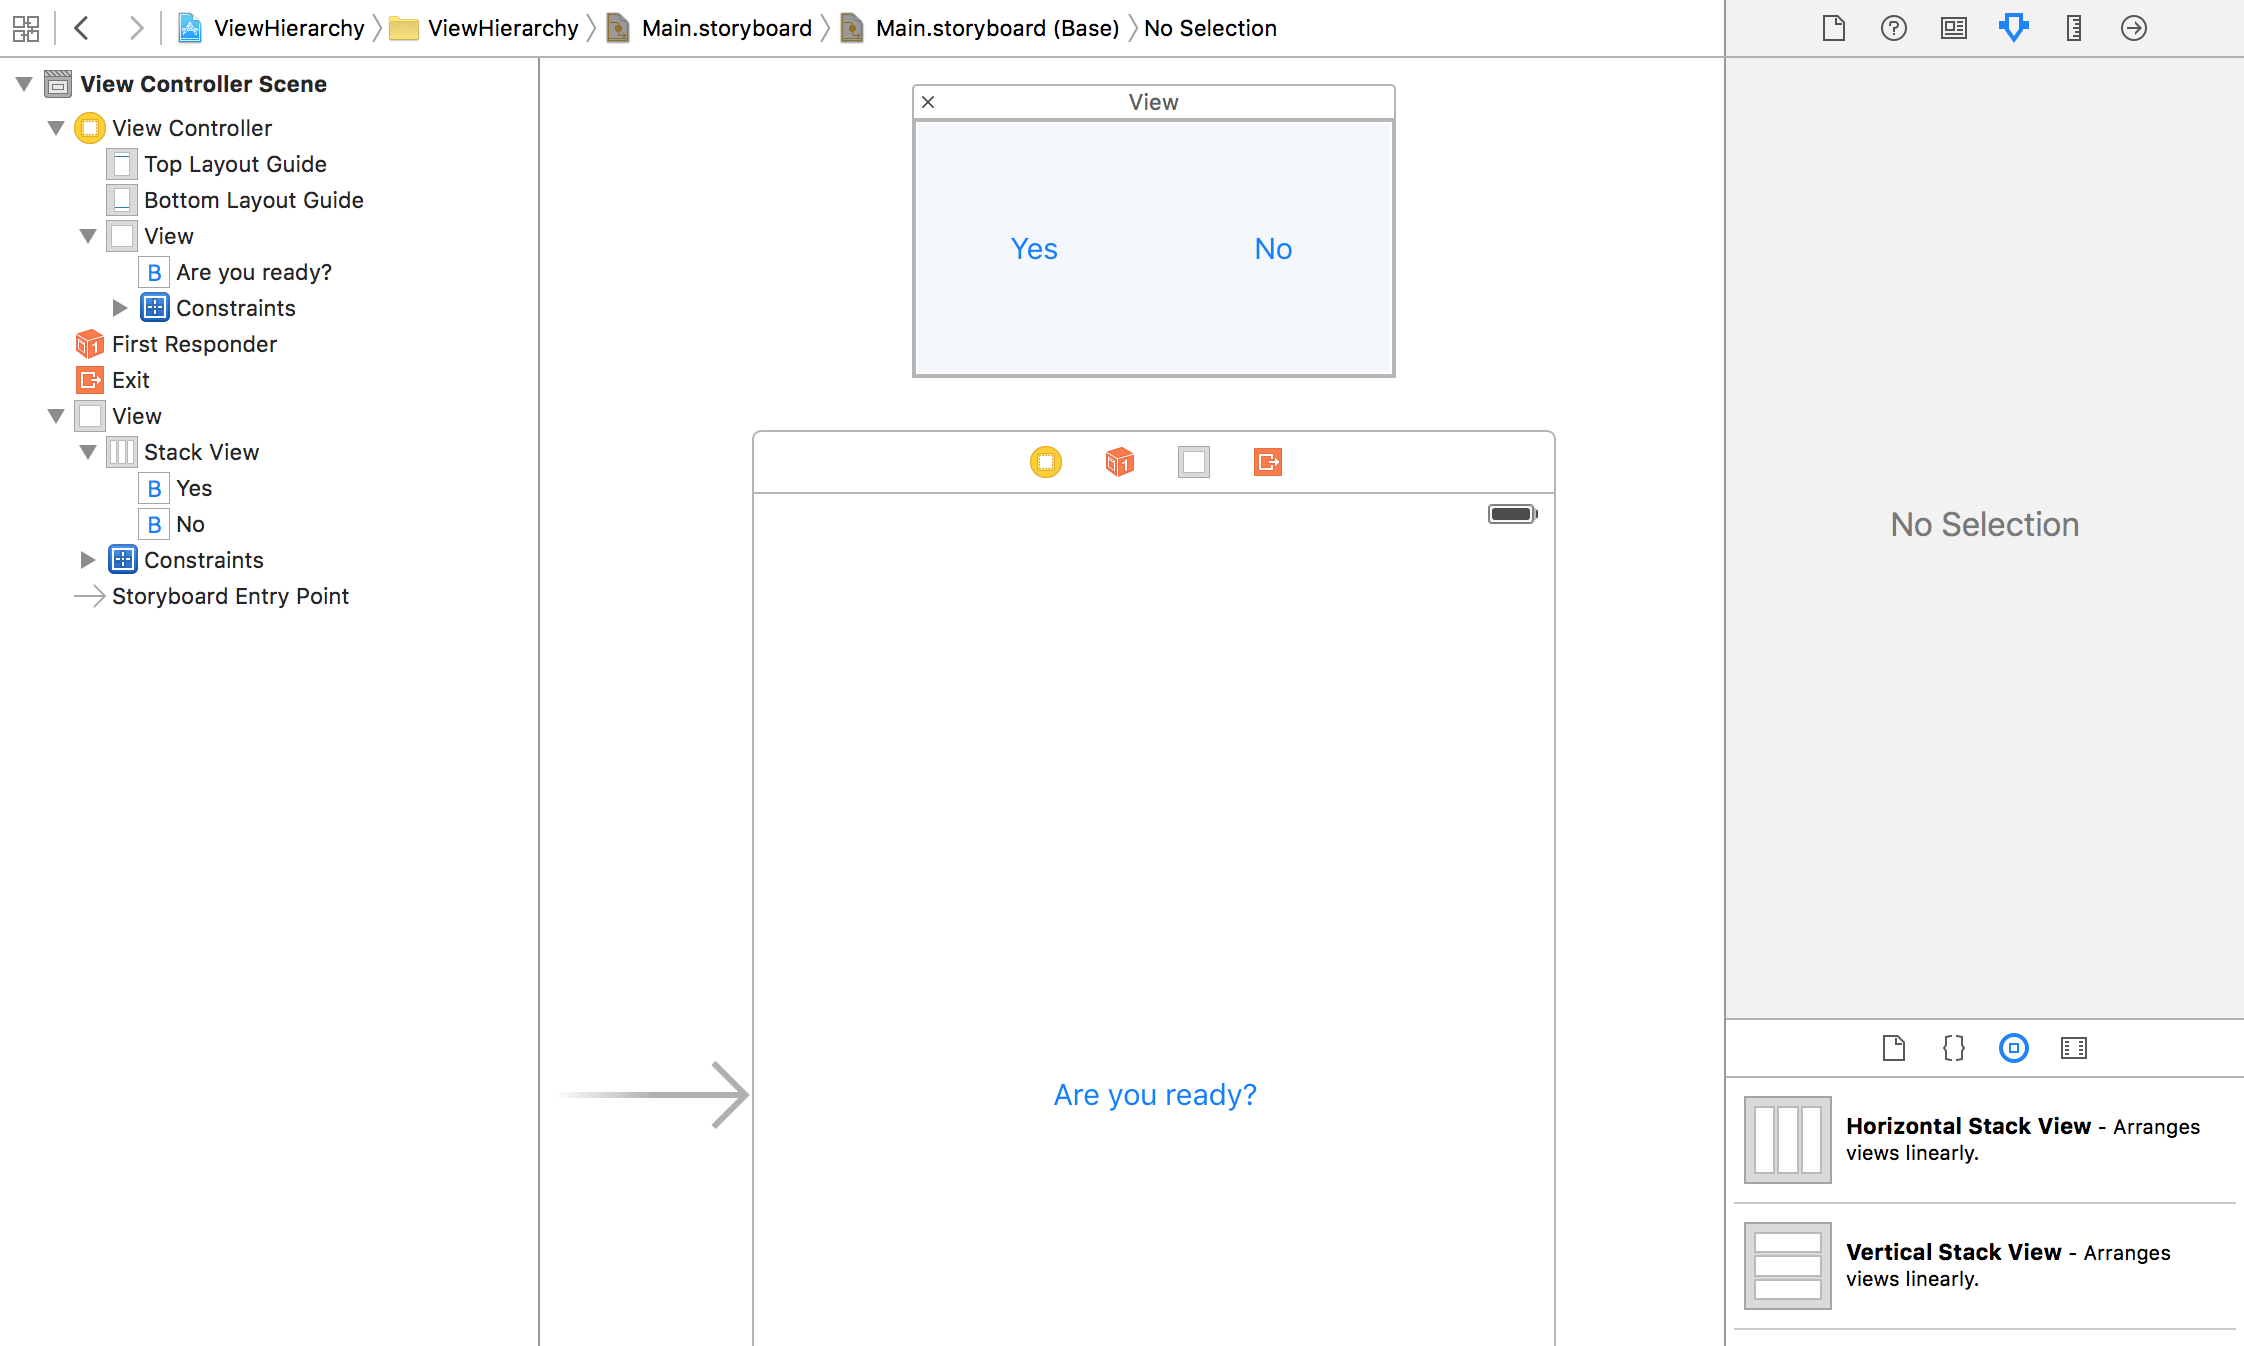 ViewHierarchy ViewHierarchy Main.storyboard Main.storyboard (Base) No Selection
View Controller Scene
View Controller
Top Layout Guide
Bottom Layout Guide
View
B Are you ready?
Constraints
1 First Responder
Exit
View
Stack View
B Yes
B No
Constraints
Storyboard Entry Point
View
Yes No
1
Are you ready?
?
No Selection
{}
Horizontal Stack View - Arranges
views linearly.
Vertical Stack View - Arranges
views linearly.